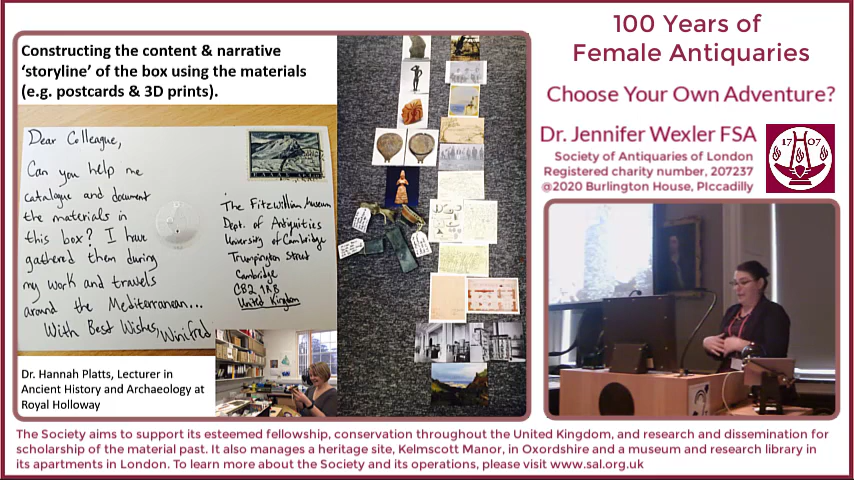 100 Years of
Female Antiquaries
Choose Your Own Adventure?
Dr. Jennifer Wexler FSA
Society of Antiquaries of London
Registered charity number, 207237
@2020 Burlington House, PIccadilly
17 07
Constructing the content & narrative
‘storyline’ of the box using the materials
(e.g. postcards & 3D prints).
Dear Colleague,
Can you help me
catalogue and document
the materials in
this box? I have
gathered them during
my work and travels
around the Mediterranean...
With Best Wishes, Winifred
The Fitzwilliam Museum
Dept. of Antiquities
University of Cambridge
Trumpington Street
Cambridge
CB2 1RB
United Kingdom
Dr. Hannah Platts, Lecturer in
Ancient History and Archaeology at
Royal Holloway
The Society aims to support its esteemed fellowship, conservation throughout the United Kingdom, and research and dissemination for
scholarship of the material past. It also manages a heritage site, Kelmscott Manor, in Oxordshire and a museum and research library in
its apartments in London. To learn more about the Society and its operations, please visit www.sal.org.uk